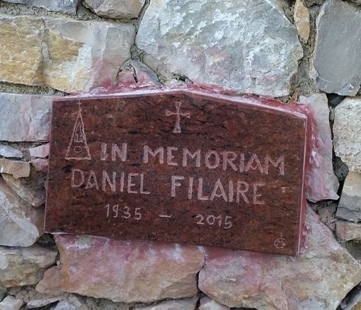 IN MEMORIAM
DANIEL FILAIRE
1935 - 2015